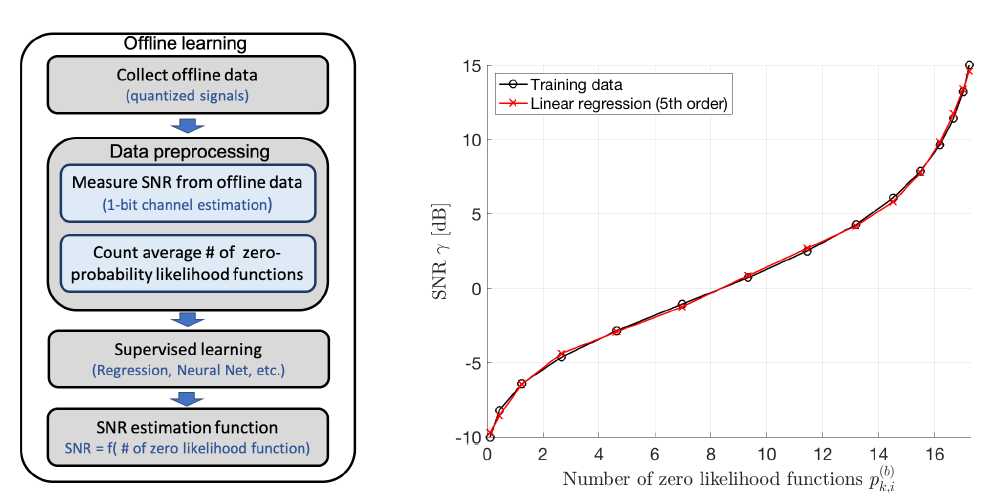 Offline learning
Collect offline data
(quantized signals)
Data preprocessing
Measure SNR from offline data
(1-bit channel estimation)
Count average # of zero-
probability likelihood functions
Supervised learning
(Regression, Neural Net, etc.)
SNR estimation function
SNR = f( # of zero likelihood function)
Training data
Linear regression (5th order)
15
10
5
0
-5
-10
SNR γ [dB]
0 2 4 6 8 10 12 14 16
Number of zero likelihood functions $p_{k,i}^{(b)}$